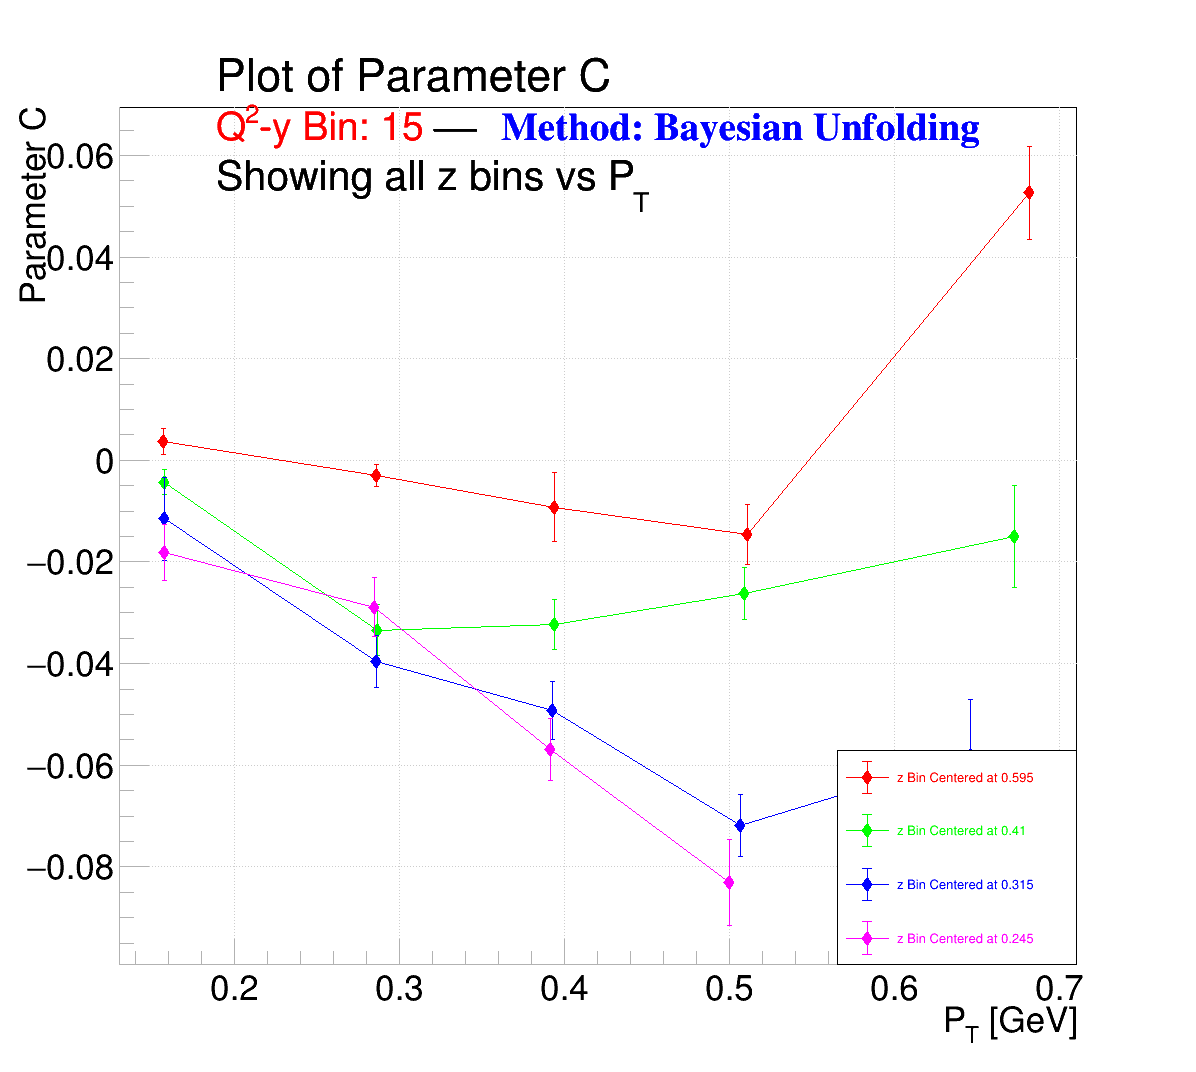 Plot of Parameter C
Q²-y Bin: 15 — Method: Bayesian Unfolding
Showing all z bins vs P_T
Parameter C
0.06
0.04
0.02
0
−0.02
−0.04
−0.06
−0.08
z Bin Centered at 0.595
z Bin Centered at 0.41
z Bin Centered at 0.315
z Bin Centered at 0.245
0.2 0.3 0.4 0.5 0.6 0.7
P_T [GeV]